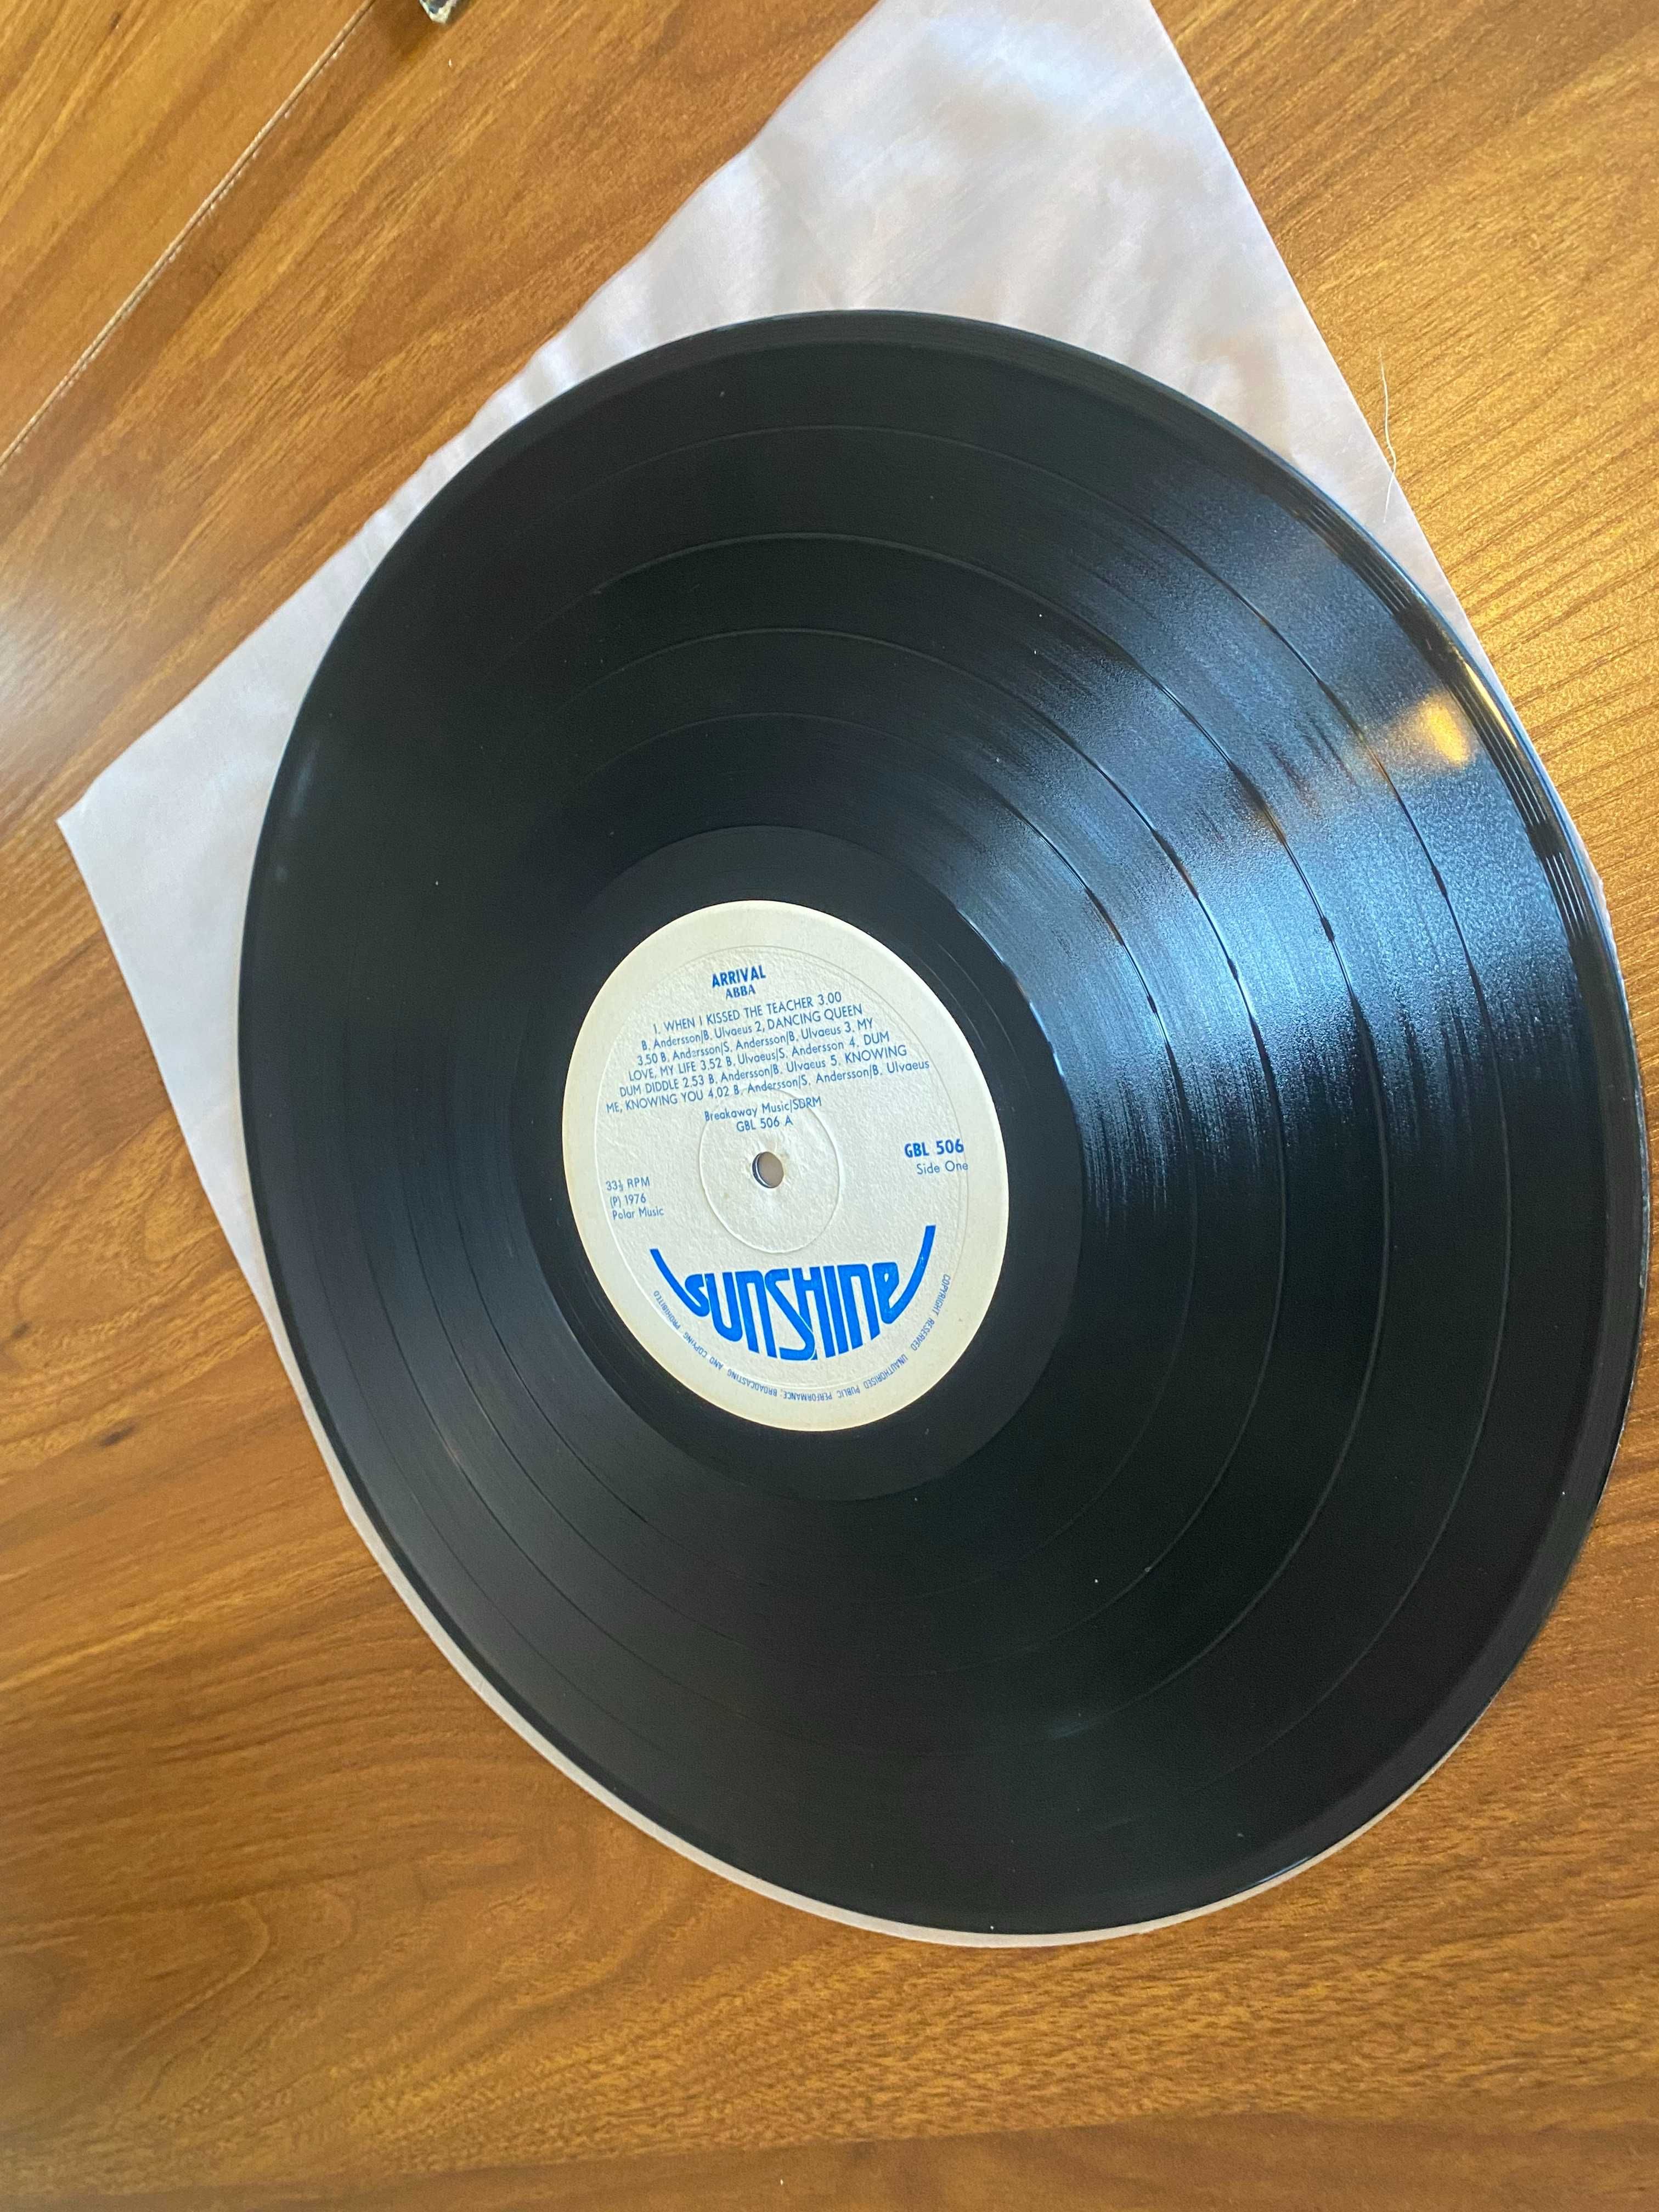 ARRIVAL
ABBA
1. WHEN I KISSED THE TEACHER 3.00
B. Andersson/B. Ulvaeus 2, DANCING QUEEN
3.50 B. Andersson/S. Andersson/B. Ulvaeus 3. MY
LOVE, MY LIFE 3.52 B. Ulvaeus/S. Andersson 4. DUM
DUM DIDDLE 2.53 B. Andersson/B. Ulvaeus 5. KNOWING
ME, KNOWING YOU 4.02 B. Andersson/S. Andersson/B. Ulvaeus
Breakaway Music/SBRM
GBL 506 A
GBL 506
Side One
33⅓ RPM
(P) 1976
Polar Music
sunshine
COPYRIGHT RESERVED UNAUTHORISED PUBLIC PERFORMANCE; BROADCASTING AND COPYING PROHIBITED